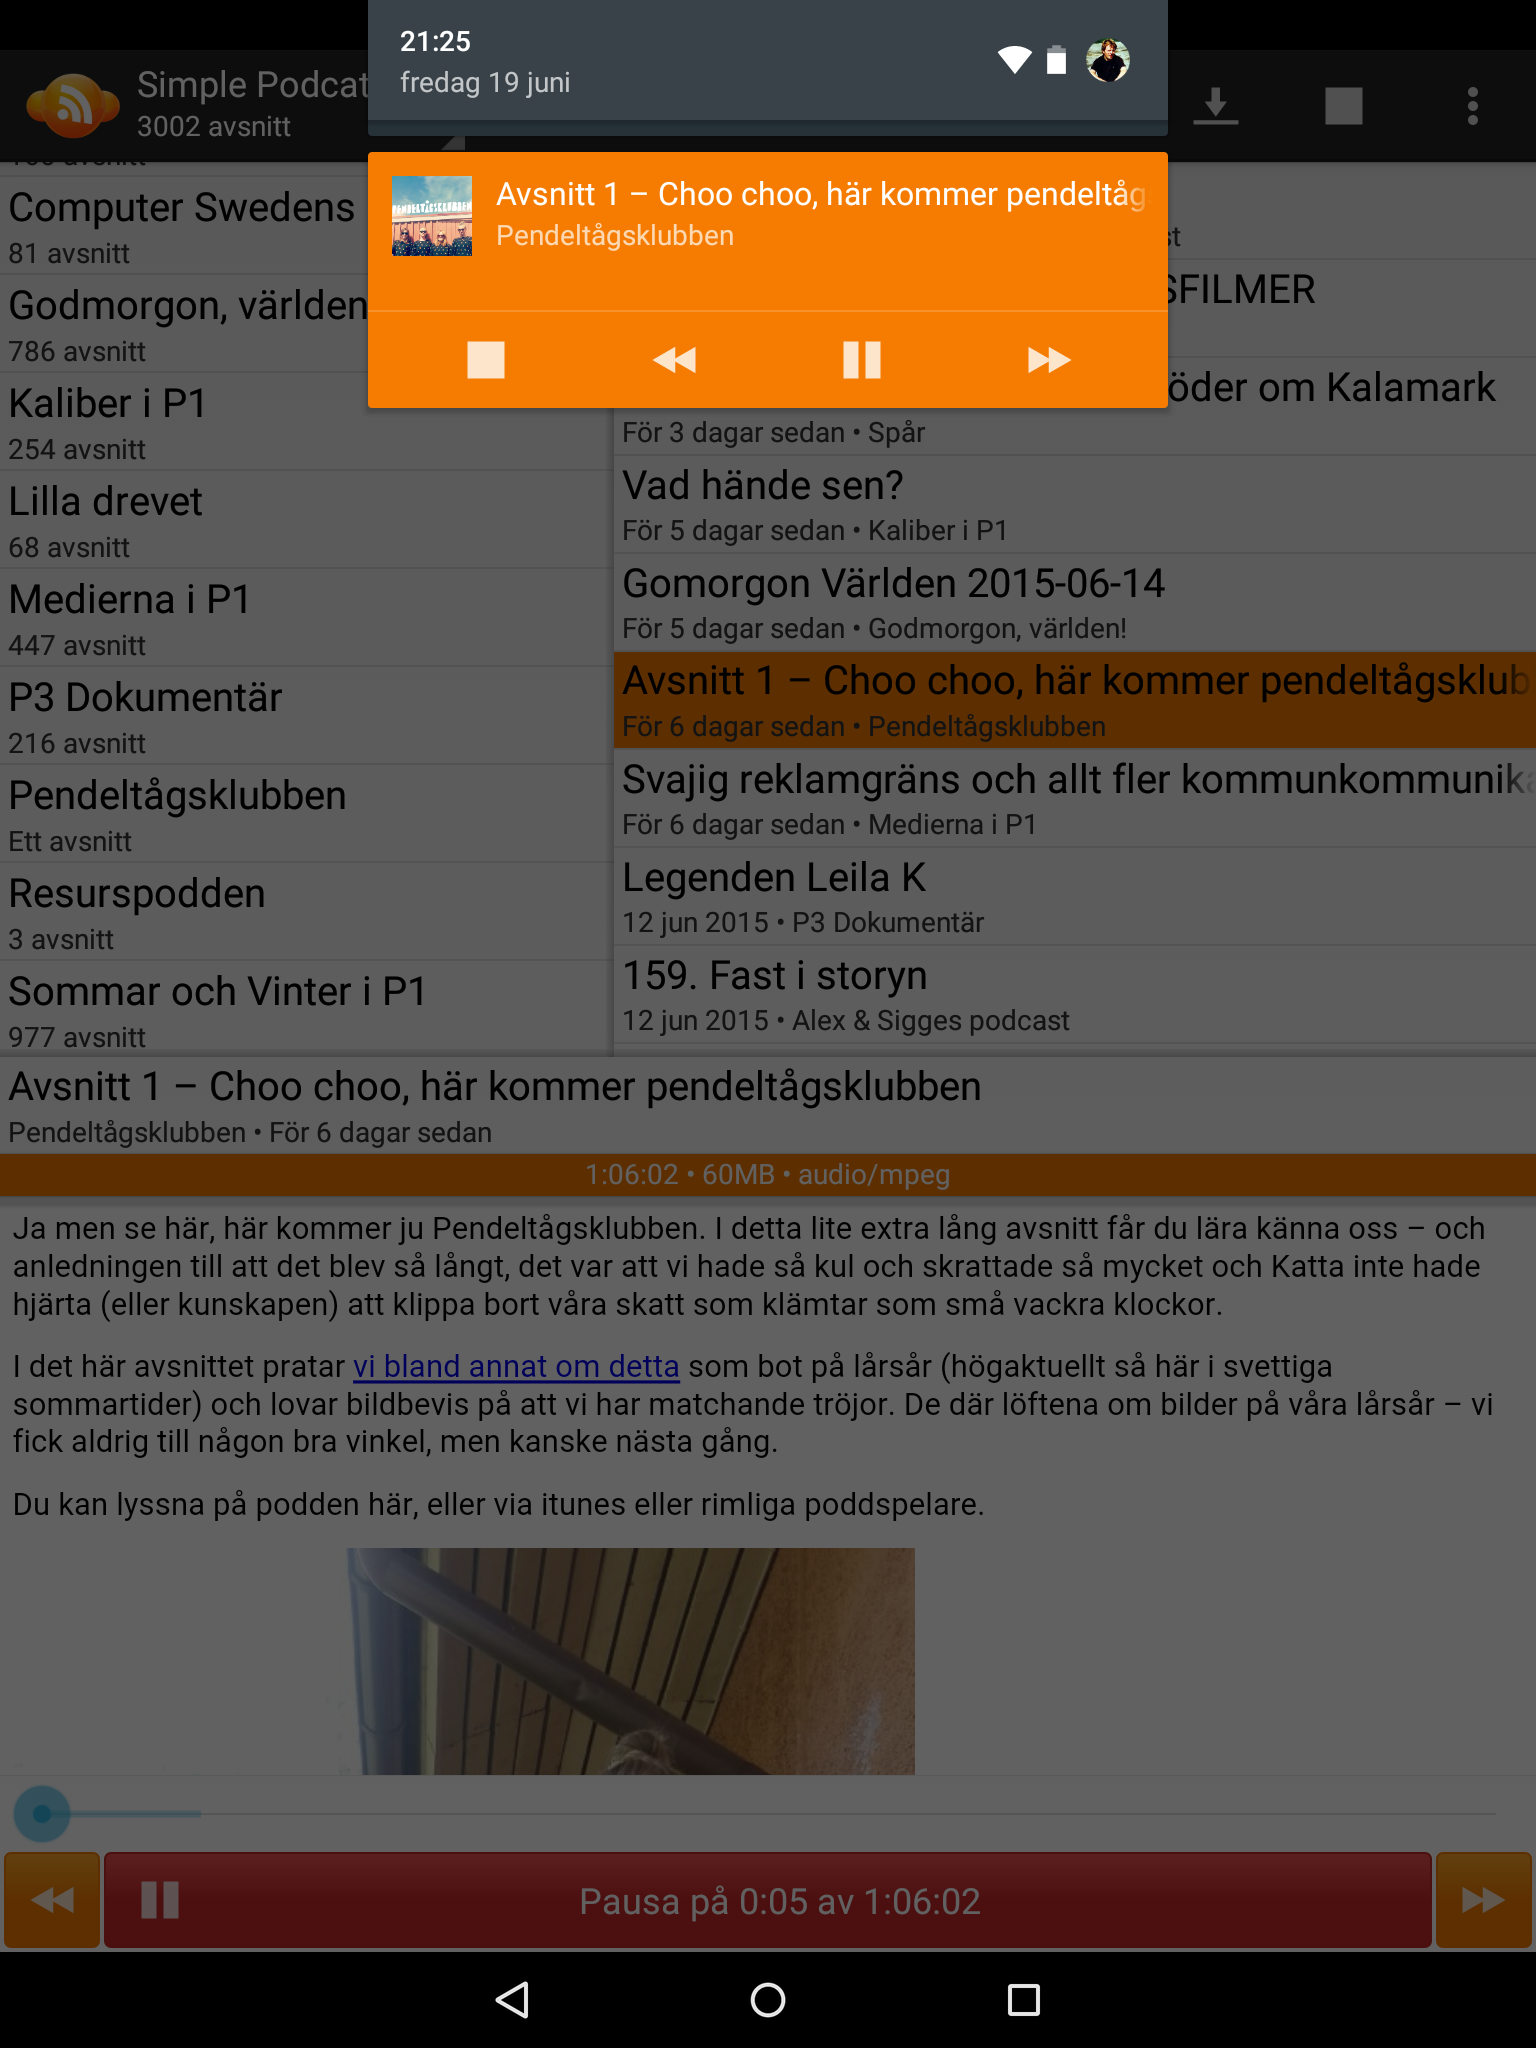 21:25
fredag 19 juni
Simple Podcat
3002 avsnitt
Avsnitt 1 – Choo choo, här kommer pendeltåg
Pendeltågsklubben
Computer Swedens
81 avsnitt
Godmorgon, världen
786 avsnitt
Kaliber i P1
254 avsnitt
Lilla drevet
68 avsnitt
Medierna i P1
447 avsnitt
P3 Dokumentär
216 avsnitt
Pendeltågsklubben
Ett avsnitt
Resurspodden
3 avsnitt
Sommar och Vinter i P1
977 avsnitt
st
SFILMER
öder om Kalamark
För 3 dagar sedan • Spår
Vad hände sen?
För 5 dagar sedan • Kaliber i P1
Gomorgon Världen 2015-06-14
För 5 dagar sedan • Godmorgon, världen!
Avsnitt 1 – Choo choo, här kommer pendeltågsklub
För 6 dagar sedan • Pendeltågsklubben
Svajig reklamgräns och allt fler kommunkommunika
För 6 dagar sedan • Medierna i P1
Legenden Leila K
12 jun 2015 • P3 Dokumentär
159. Fast i storyn
12 jun 2015 • Alex & Sigges podcast
Avsnitt 1 – Choo choo, här kommer pendeltågsklubben
Pendeltågsklubben • För 6 dagar sedan
1:06:02 • 60MB • audio/mpeg
Ja men se här, här kommer ju Pendeltågsklubben. I detta lite extra lång avsnitt får du lära känna oss – och
anledningen till att det blev så långt, det var att vi hade så kul och skrattade så mycket och Katta inte hade
hjärta (eller kunskapen) att klippa bort våra skatt som klämtar som små vackra klockor.
I det här avsnittet pratar vi bland annat om detta som bot på lårsår (högaktuellt så här i svettiga
sommartider) och lovar bildbevis på att vi har matchande tröjor. De där löftena om bilder på våra lårsår – vi
fick aldrig till någon bra vinkel, men kanske nästa gång.
Du kan lyssna på podden här, eller via itunes eller rimliga poddspelare.
Pausa på 0:05 av 1:06:02